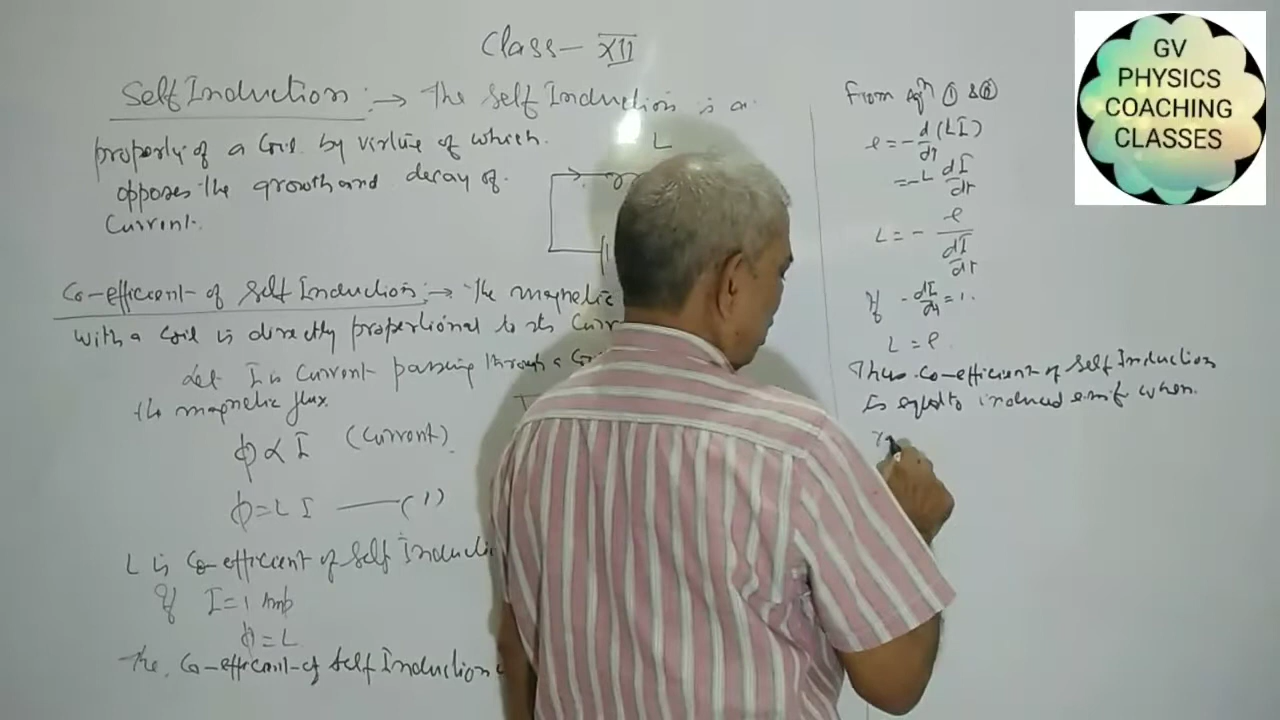 Class - XII
Self Induction :→ The Self Induction is a
property of a coil by virtue of which
opposes the growth and decay of
Current.
L
Co-efficient of Self Induction :→ The magnetic
with a coil is directly proportional to its Curr
Let I is Current passing through a
the magnetic flux
ϕ ∝ I (Current)
ϕ = L I —— (1)
L is co-efficient of Self Inducti
If I = 1 Amp
ϕ = L
The Co-efficient of Self Induction
From eqn ① & ②
e = - d/dt (LI)
= - L dI/dt
L = - e / dI/dt
If - dI/dt = 1.
L = e
Thus co-efficient of Self Induction
Is equal to induced e.m.f when
GV
PHYSICS
COACHING
CLASSES